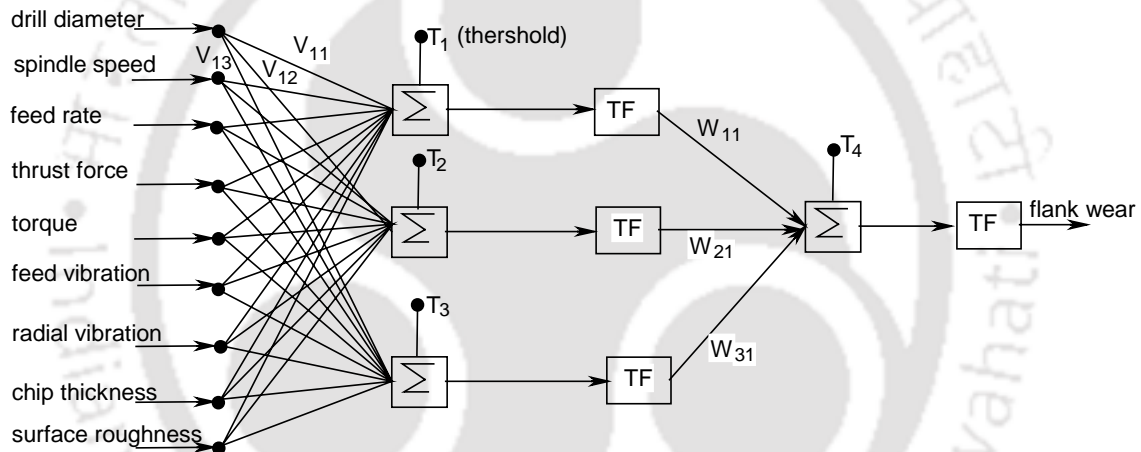 drill diameter
spindle speed
feed rate
thrust force
torque
feed vibration
radial vibration
chip thickness
surface roughness
V11
V12
V13
T1 (thershold)
Σ
TF
W11
T2
Σ
TF
W21
T3
Σ
TF
W31
T4
Σ
TF
flank wear